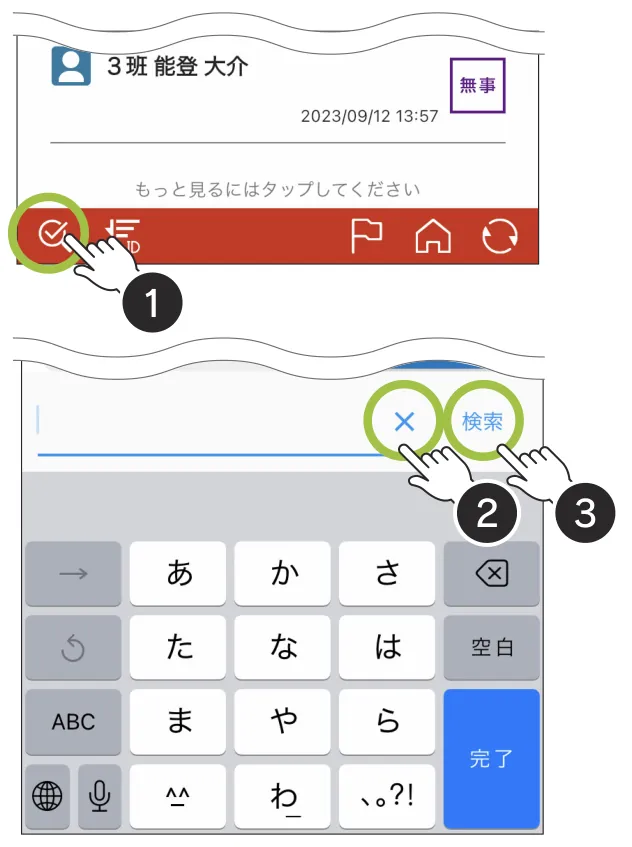 3班 能登 大介
無事
2023/09/12 13:57
もっと見るにはタップしてください
ID
1
検索
2
3
→ あ か さ
た な は 空白
ABC ま や ら
完了
^_^ わ_ 、。?!